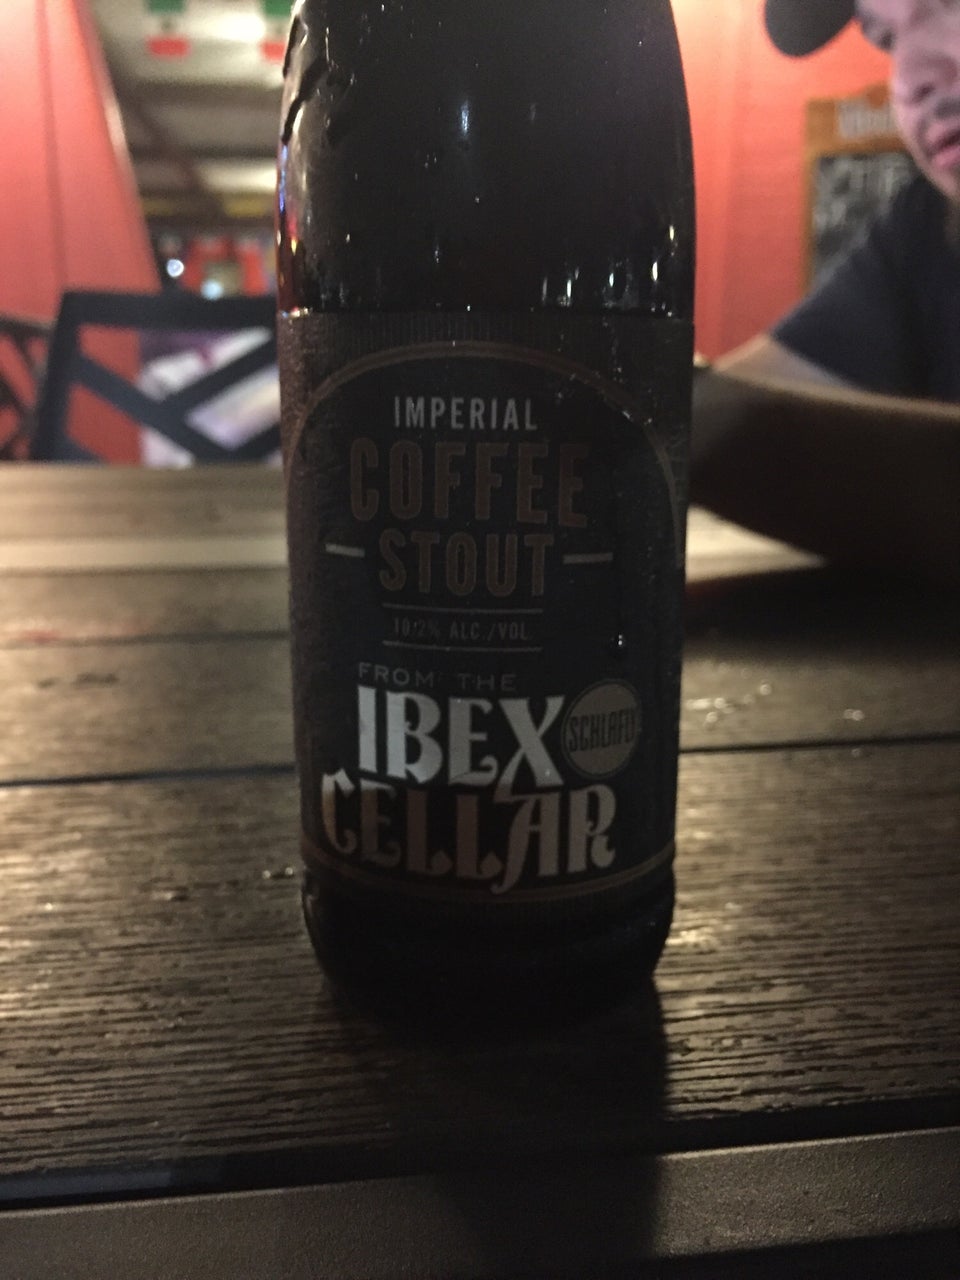 IMPERIAL
COFFEE
STOUT
10.2% ALC./VOL.
FROM THE
IBEX
SCHLAFLY
CELLAR